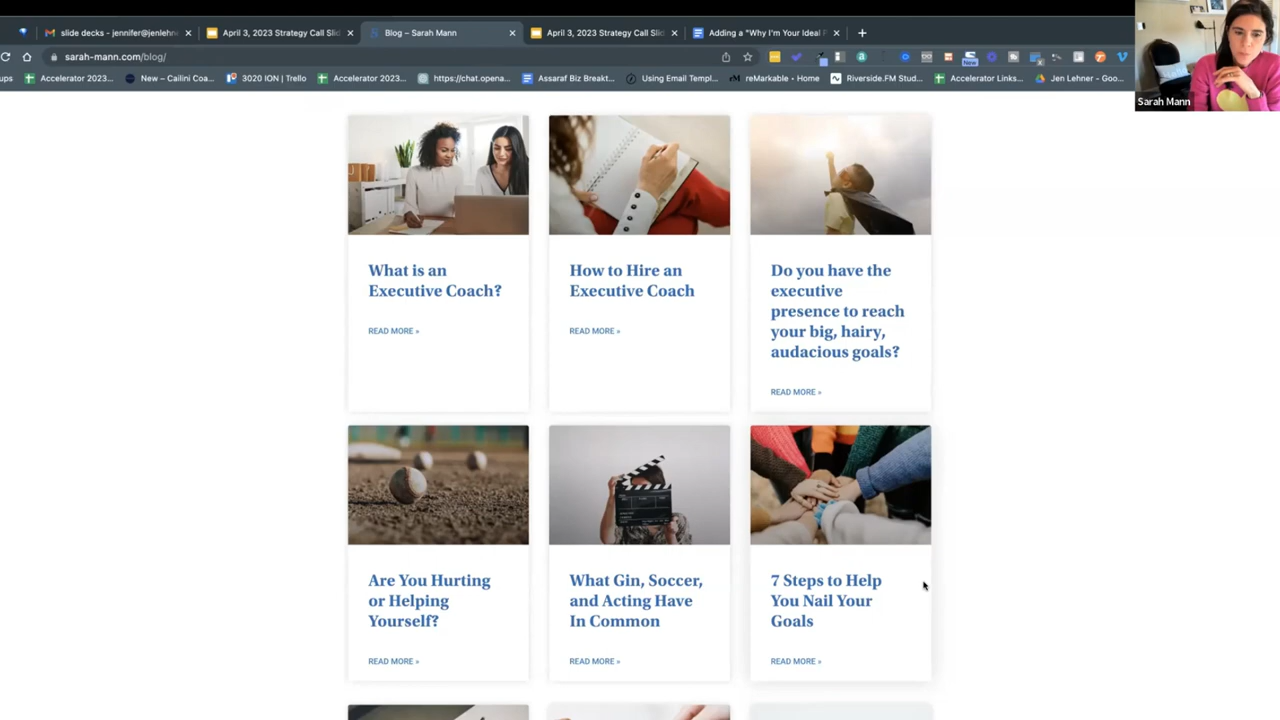 slide decks - jennifer@jenlehn
April 3, 2023 Strategy Call Slid
Blog – Sarah Mann
April 3, 2023 Strategy Call Slid
Adding a "Why I'm Your Ideal
sarah-mann.com/blog/
ups
Accelerator 2023...
New – Cailini Coa...
3020 ION | Trello
Accelerator 2023...
https://chat.opena...
Assaraf Biz Breakt...
Using Email Templ...
reMarkable • Home
Riverside.FM Stud...
Accelerator Links...
Jen Lehner - Goo...
New
Sarah Mann
What is an
Executive Coach?
READ MORE »
How to Hire an
Executive Coach
READ MORE »
Do you have the
executive
presence to reach
your big, hairy,
audacious goals?
READ MORE »
Are You Hurting
or Helping
Yourself?
READ MORE »
What Gin, Soccer,
and Acting Have
In Common
READ MORE »
7 Steps to Help
You Nail Your
Goals
READ MORE »